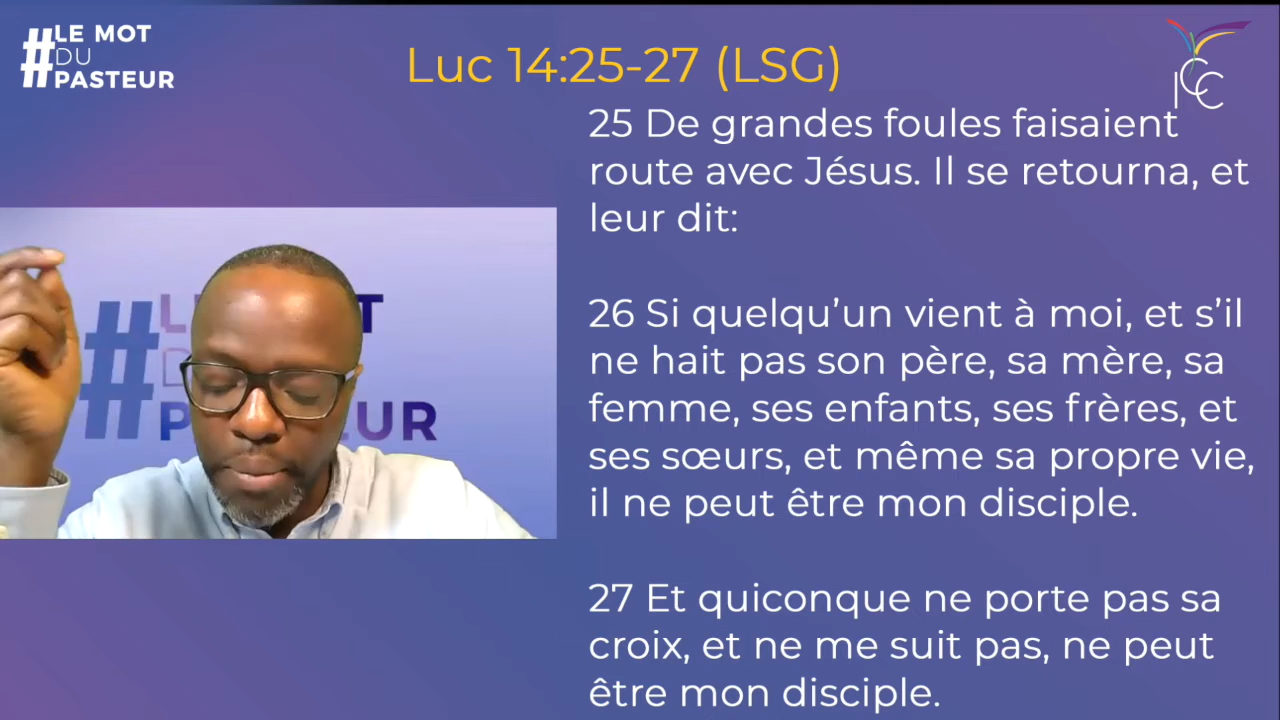 #LE MOT
DU
PASTEUR
Luc 14:25-27 (LSG)
ICC
25 De grandes foules faisaient
route avec Jésus. Il se retourna, et
leur dit:
26 Si quelqu’un vient à moi, et s’il
ne hait pas son père, sa mère, sa
femme, ses enfants, ses frères, et
ses sœurs, et même sa propre vie,
il ne peut être mon disciple.
27 Et quiconque ne porte pas sa
croix, et ne me suit pas, ne peut
être mon disciple.